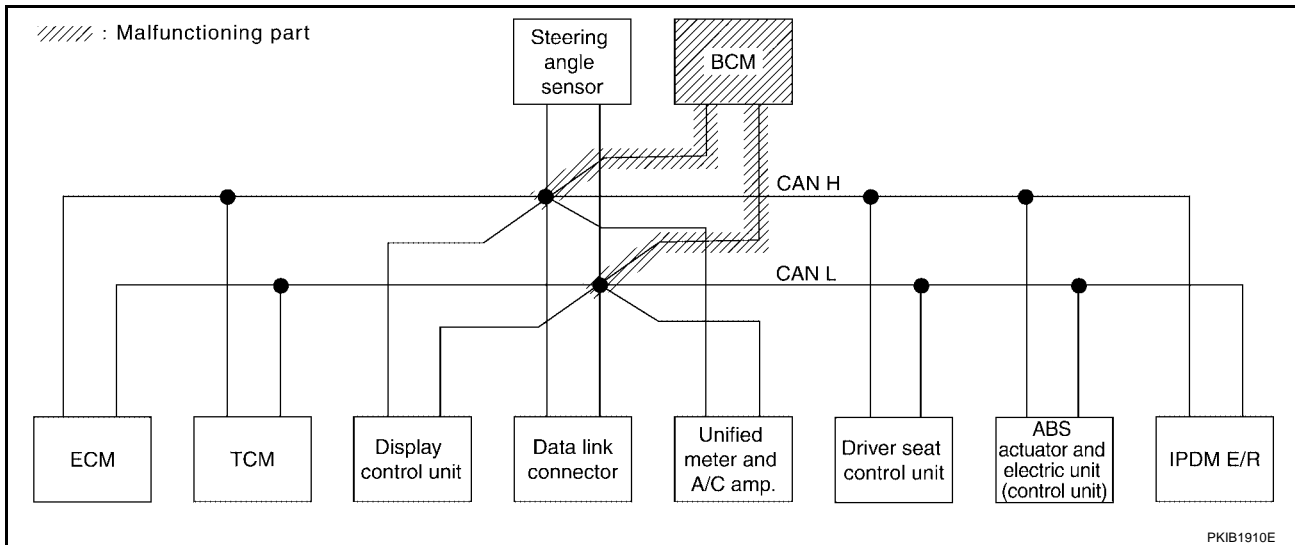 : Malfunctioning part
Steering
angle
sensor
BCM
CAN H
CAN L
ECM
TCM
Display
control unit
Data link
connector
Unified
meter and
A/C amp.
Driver seat
control unit
ABS
actuator and
electric unit
(control unit)
IPDM E/R
PKIB1910E